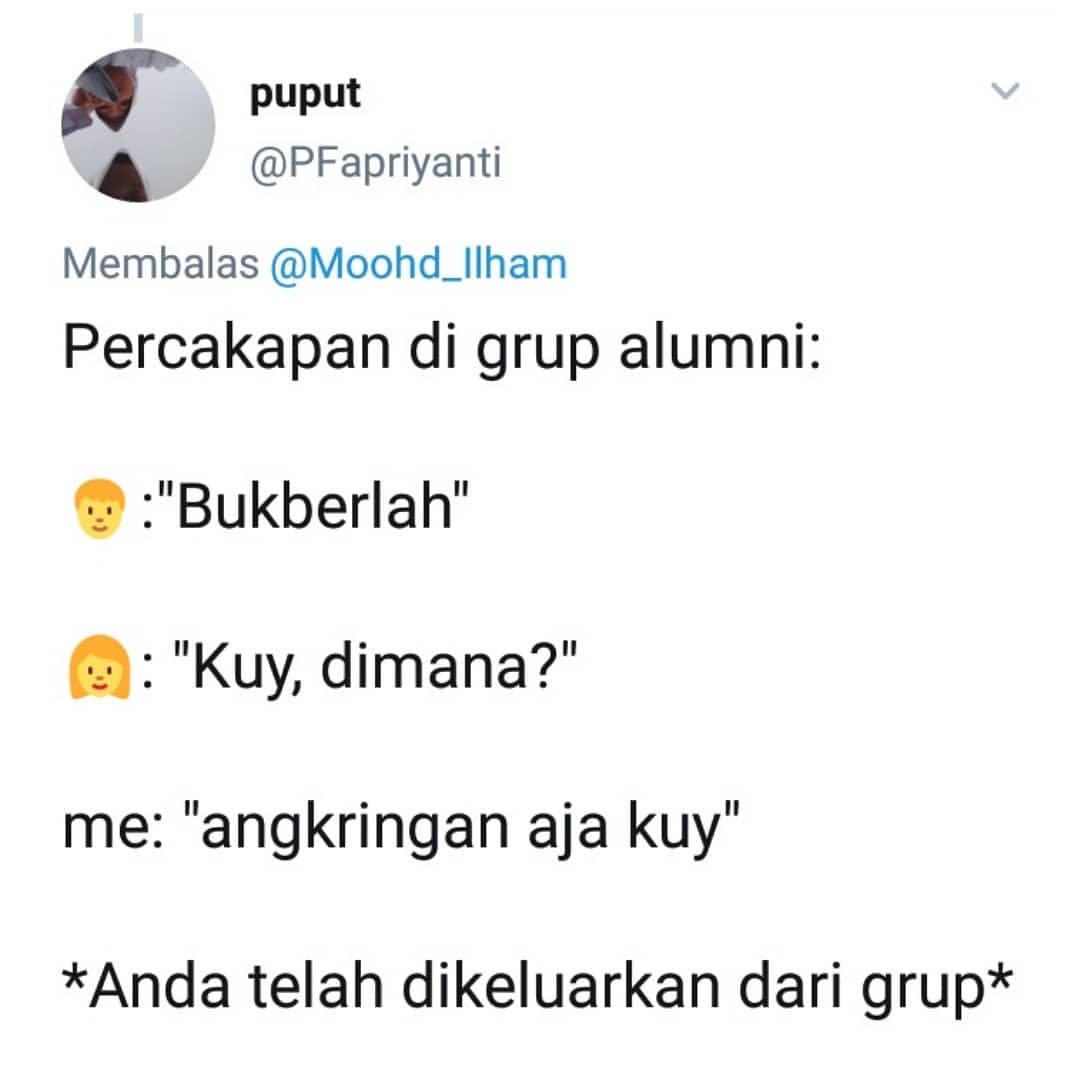 puput
@PFapriyanti
Membalas @Moohd_Ilham
Percakapan di grup alumni:
👨:"Bukberlah"
👩: "Kuy, dimana?"
me: "angkringan aja kuy"
*Anda telah dikeluarkan dari grup*